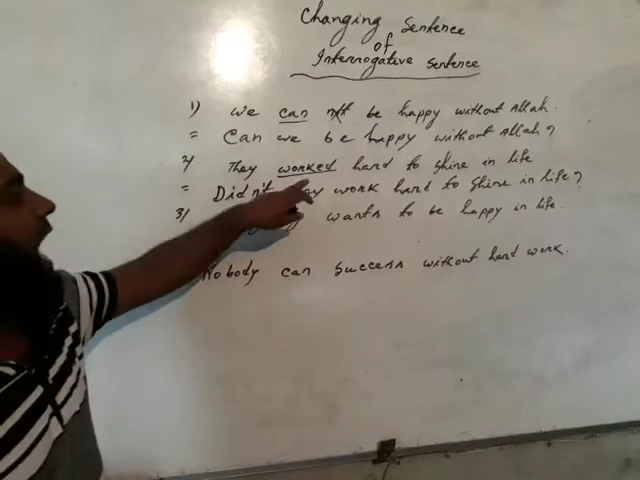 Changing Sentence
of
Interrogative Sentence
1) We can not be happy without Allah.
= Can we be happy without Allah?
2) They worked hard to shine in life
= Didn't work hard to shine in life?
3) wants to be happy in life.
Nobody can success without hard work.